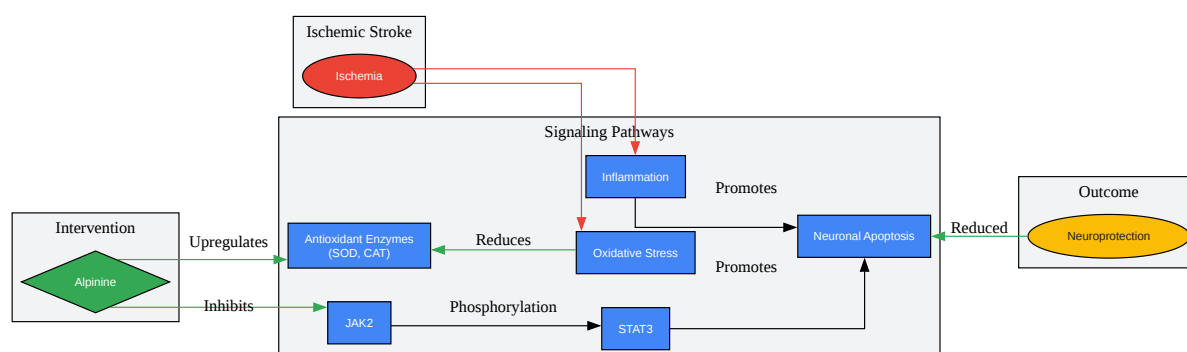 Ischemic Stroke
Ischemia
Signaling Pathways
Inflammation
Promotes
Outcome
Intervention
Upregulates
Antioxidant Enzymes
(SOD, CAT)
Reduces
Oxidative Stress
Neuronal Apoptosis
Reduced
Neuroprotection
Promotes
Alpinine
Inhibits
JAK2
Phosphorylation
STAT3